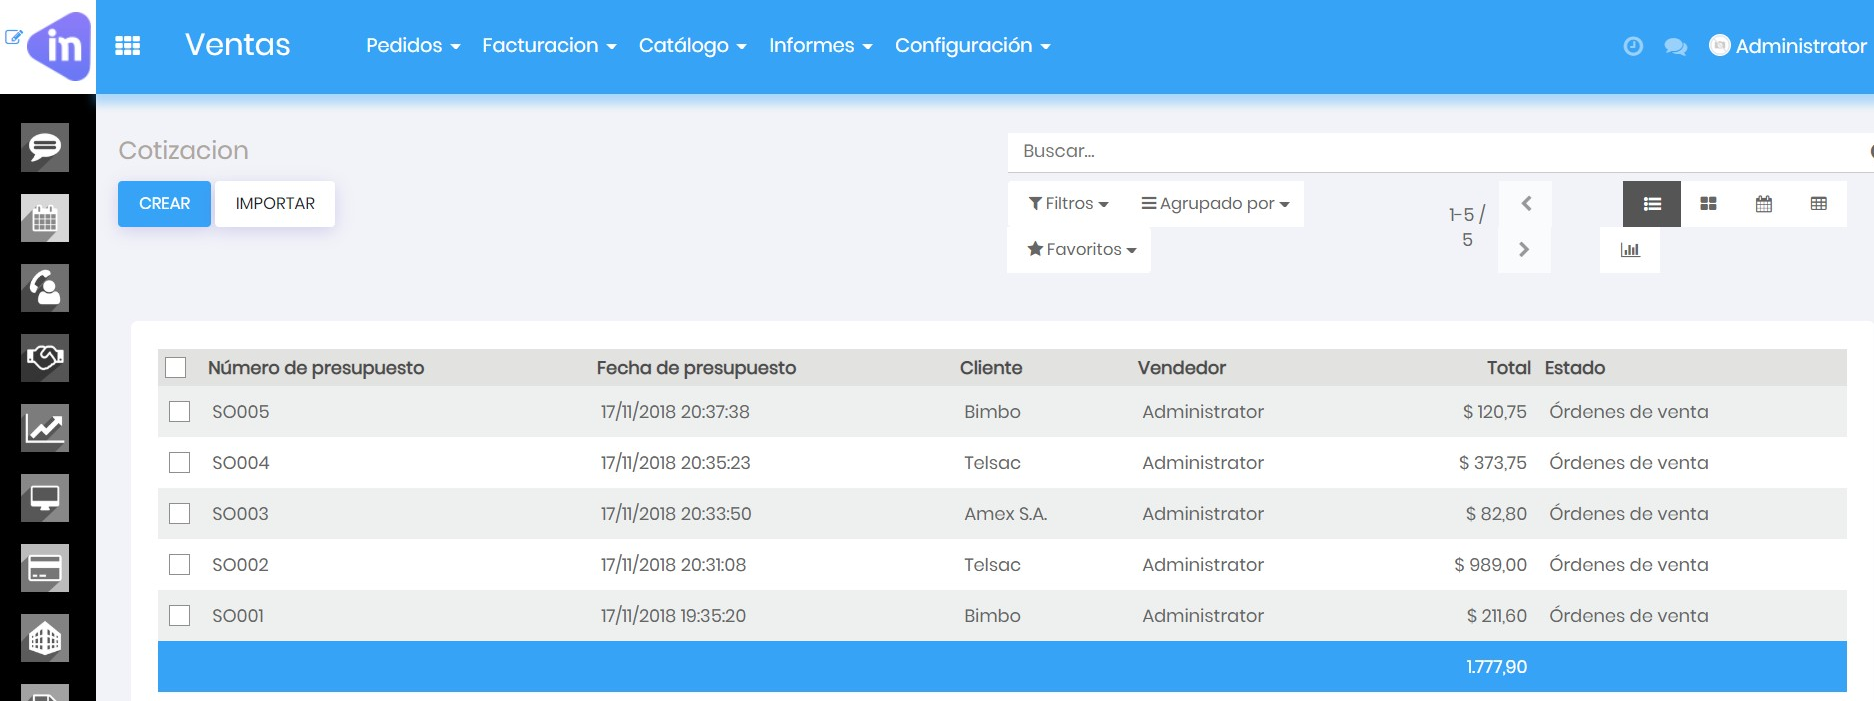 in
Ventas
Pedidos
Facturacion
Catálogo
Informes
Configuración
Administrator
Cotizacion
Buscar...
CREAR
IMPORTAR
Filtros
Agrupado por
Favoritos
1-5 /
5
Número de presupuesto Fecha de presupuesto Cliente Vendedor Total Estado
SO005 17/11/2018 20:37:38 Bimbo Administrator $ 120,75 Órdenes de venta
SO004 17/11/2018 20:35:23 Telsac Administrator $ 373,75 Órdenes de venta
SO003 17/11/2018 20:33:50 Amex S.A. Administrator $ 82,80 Órdenes de venta
SO002 17/11/2018 20:31:08 Telsac Administrator $ 989,00 Órdenes de venta
SO001 17/11/2018 19:35:20 Bimbo Administrator $ 211,60 Órdenes de venta
1.777,90